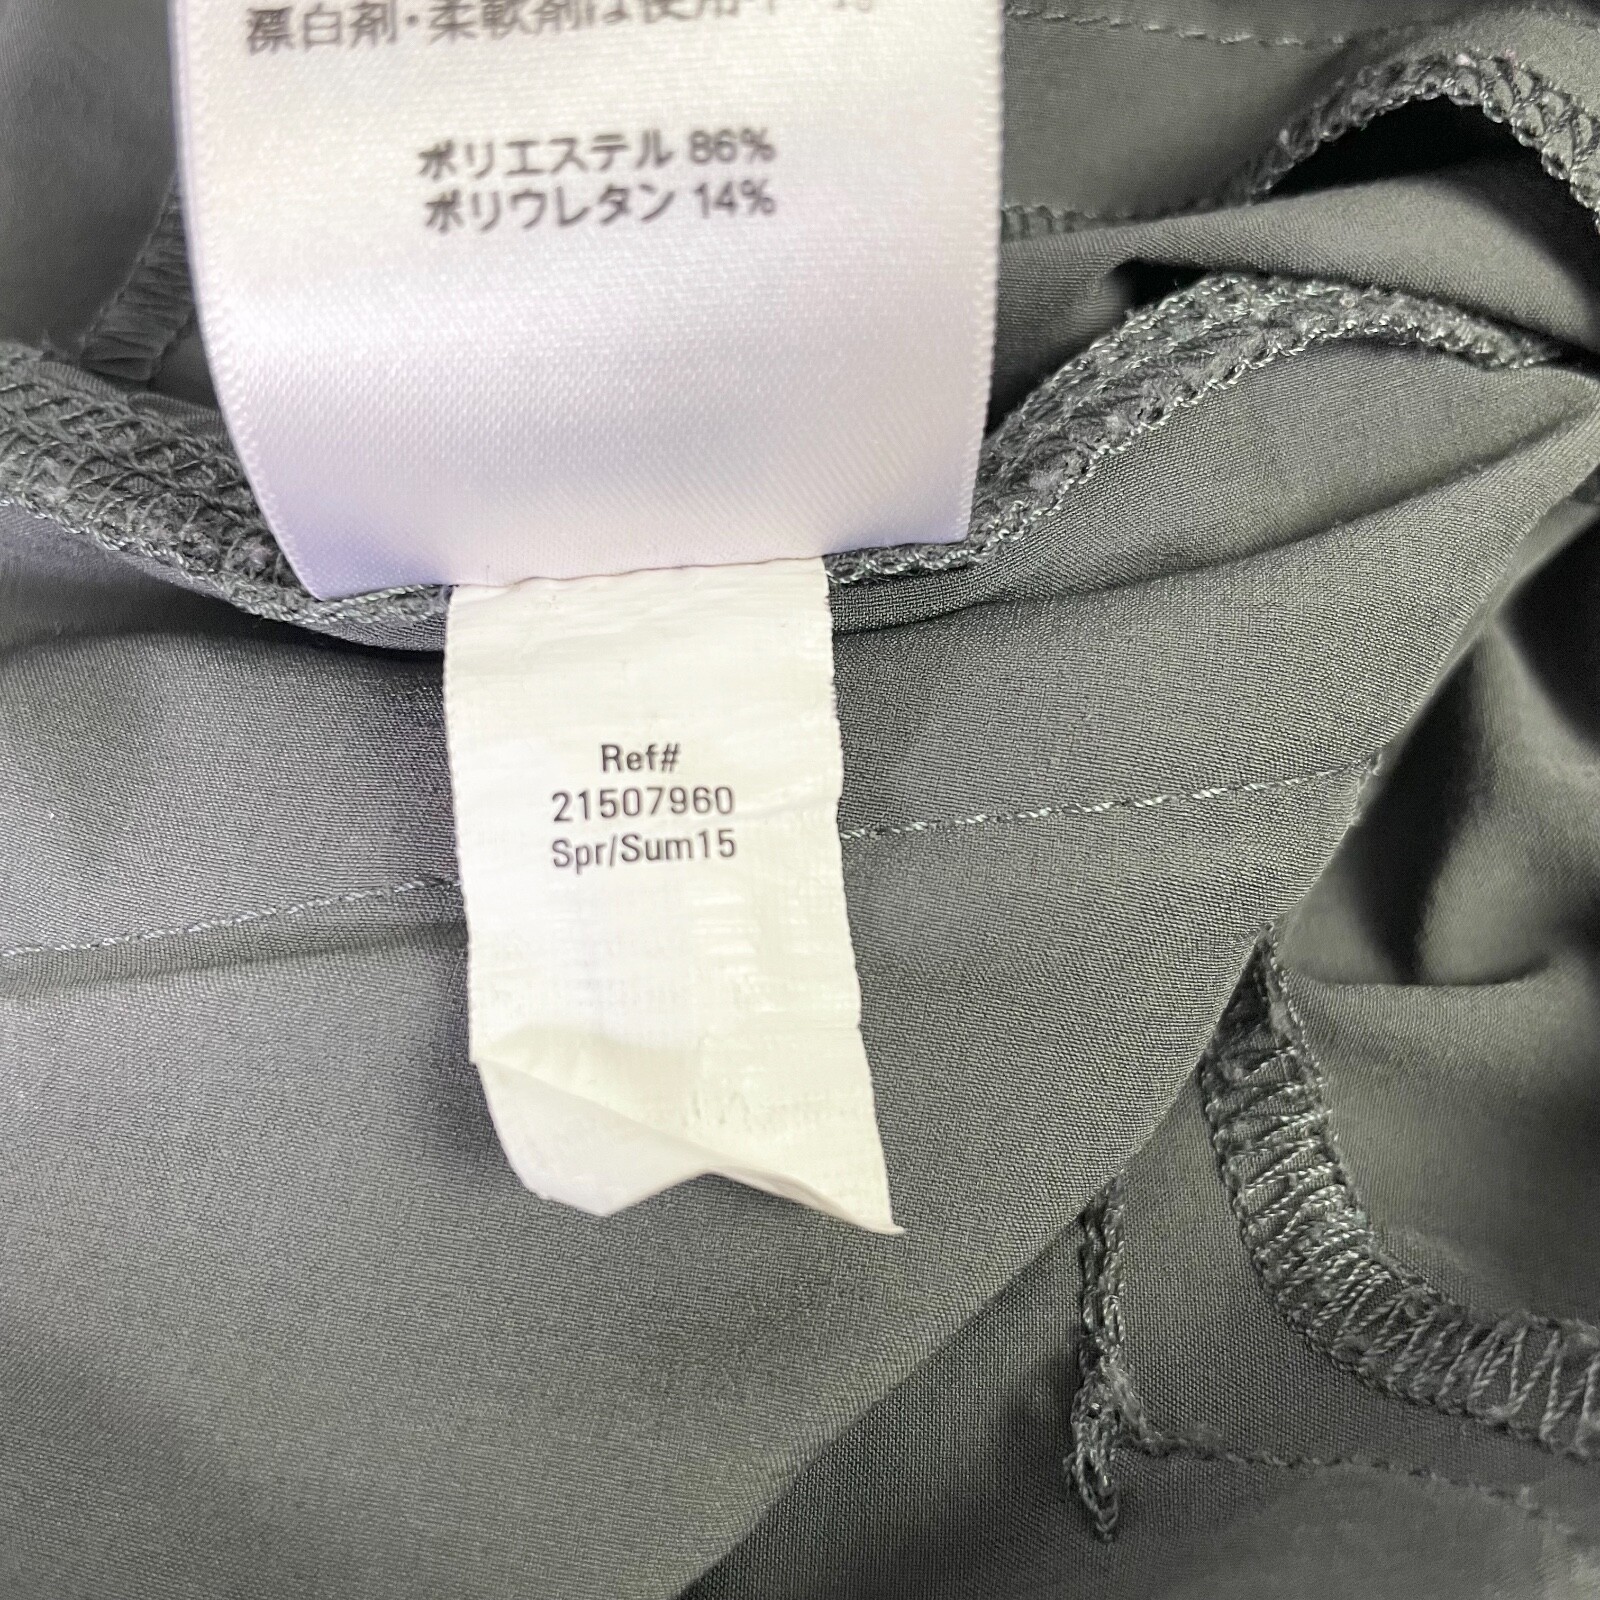 漂白剤・柔軟剤は使用
ポリエステル 86%
ポリウレタン 14%
Ref#
21507960
Spr/Sum15